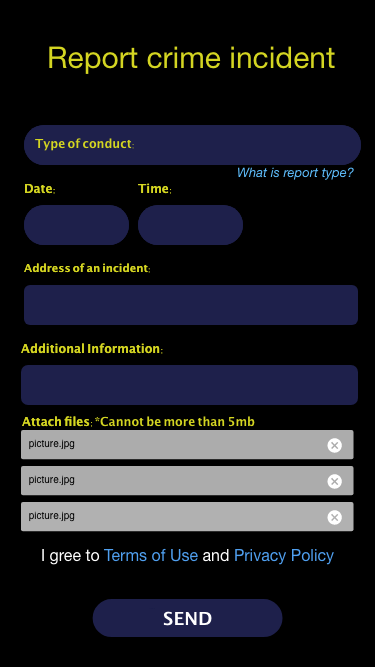 Report crime incident
Type of conduct:
What is report type?
Date: Time:
Address of an incident:
Additional Information:
Attach files: *Cannot be more than 5mb
picture.jpg
picture.jpg
picture.jpg
I gree to Terms of Use and Privacy Policy
SEND